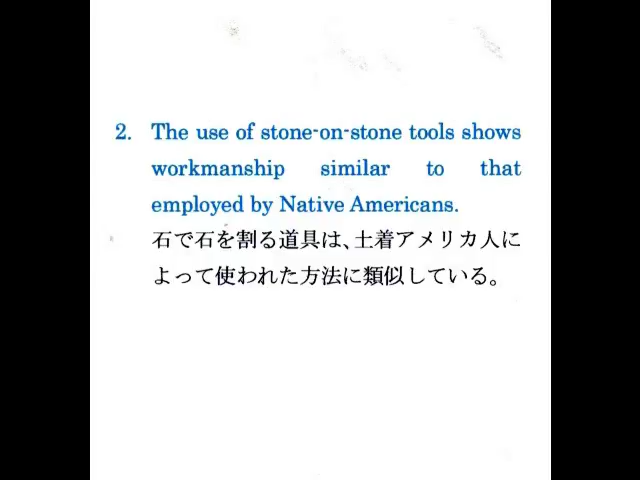 2. The use of stone-on-stone tools shows
workmanship similar to that
employed by Native Americans.
石で石を割る道具は、土着アメリカ人に
よって使われた方法に類似している。